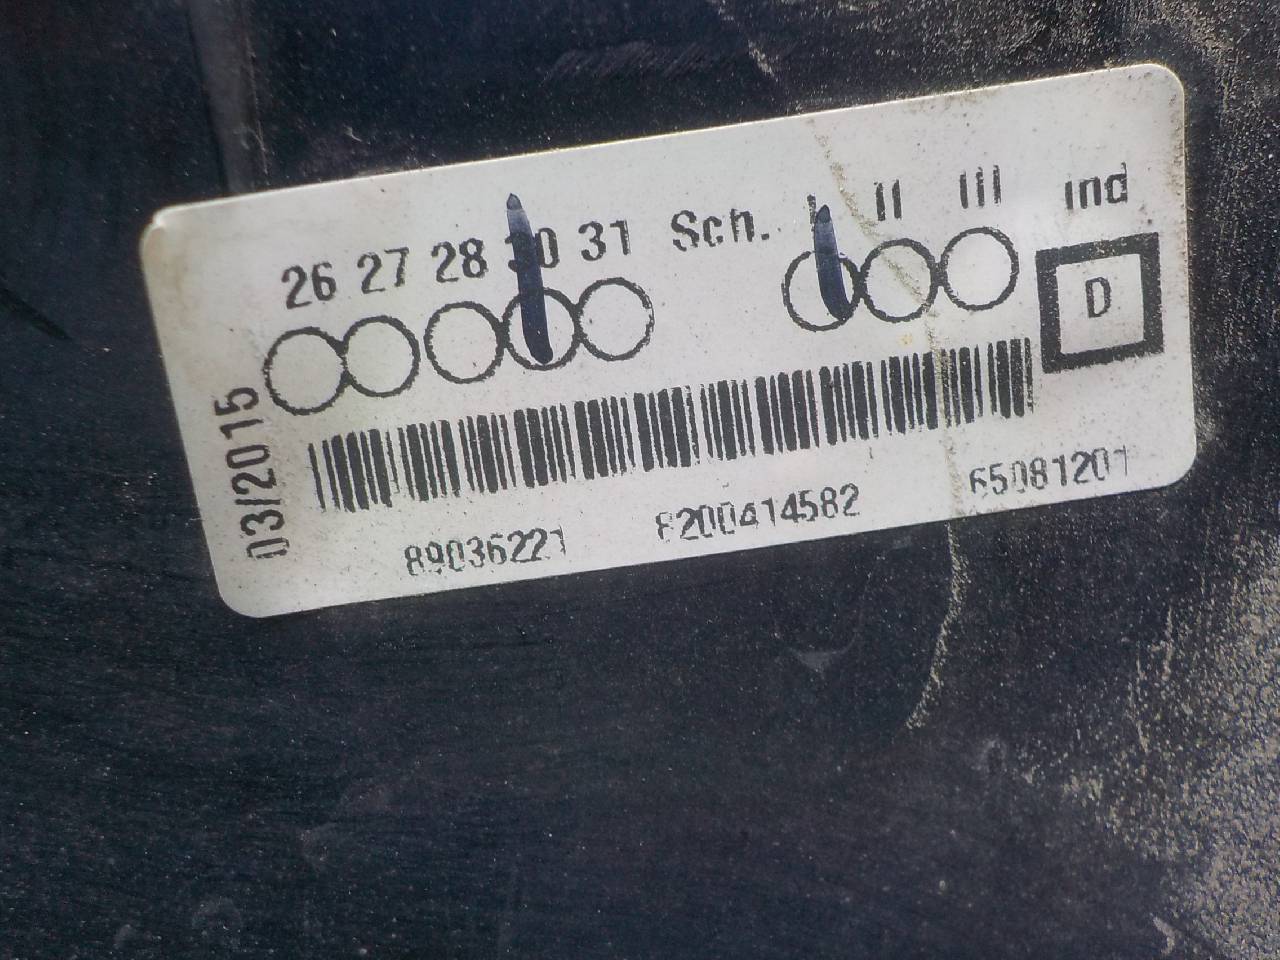 26 27 28 30 31 Sch. I II III ind
D
03/2015
89036221 8200414582 65081201